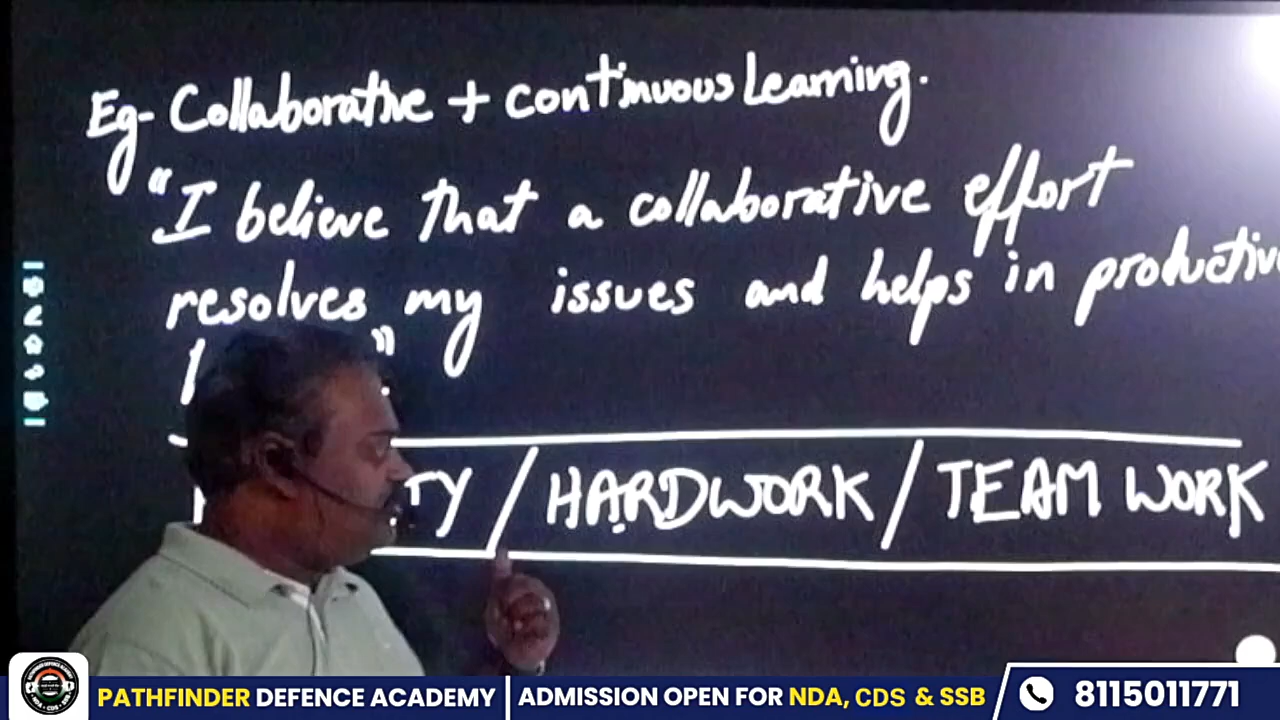 Eg- Collaborative + continuous Learning.
"I believe that a collaborative effort
resolves my issues and helps in productiv
"
TY / HARDWORK / TEAM WORK
PATHFINDER DEFENCE ACADEMY
ADMISSION OPEN FOR NDA, CDS & SSB
8115011771